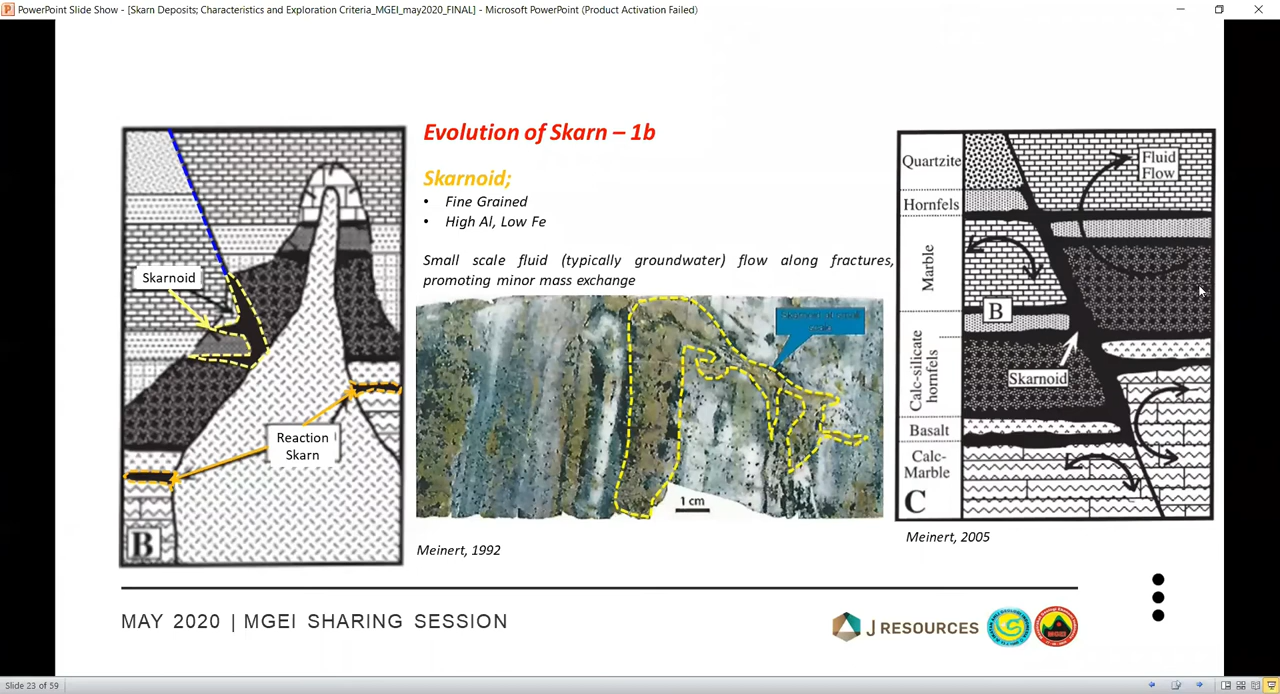 PowerPoint Slide Show - [Skarn Deposits; Characteristics and Exploration Criteria_MGEI_may2020_FINAL] - Microsoft PowerPoint (Product Activation Failed)
Evolution of Skarn – 1b
Skarnoid;
• Fine Grained
• High Al, Low Fe
Small scale fluid (typically groundwater) flow along fractures,
promoting minor mass exchange
Skarnoid
Reaction
Skarn
B
1 cm
Meinert, 1992
Quartzite
Hornfels
Marble
Calc-silicate
hornfels
Basalt
Calc-
Marble
C
Fluid
Flow
B
Skarnoid
Meinert, 2005
MAY 2020 | MGEI SHARING SESSION
J RESOURCES
MGEI
Slide 23 of 59